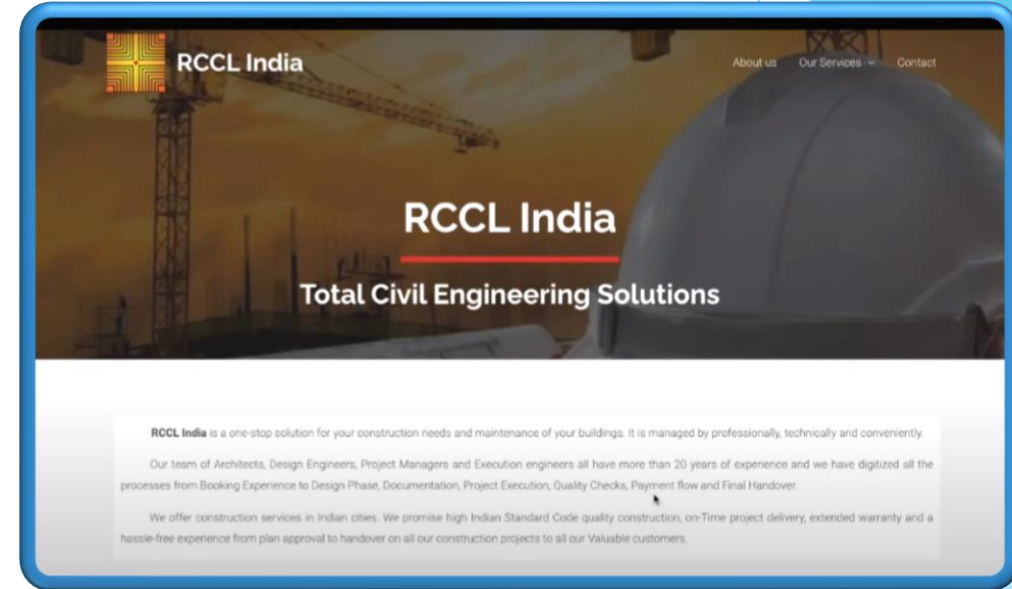 RCCL India
About us Our Services Contact
RCCL India
Total Civil Engineering Solutions
RCCL India is a one-stop solution for your construction needs and maintenance of your buildings. It is managed by professionally, technically and conveniently.
Our team of Architects, Design Engineers, Project Managers and Execution engineers all have more than 20 years of experience and we have digitized all the
processes from Booking Experience to Design Phase, Documentation, Project Execution, Quality Checks, Payment flow and Final Handover.
We offer construction services in Indian cities. We promise high Indian Standard Code quality construction, on-Time project delivery, extended warranty and a
hassle-free experience from plan approval to handover on all our construction projects to all our Valuable customers.